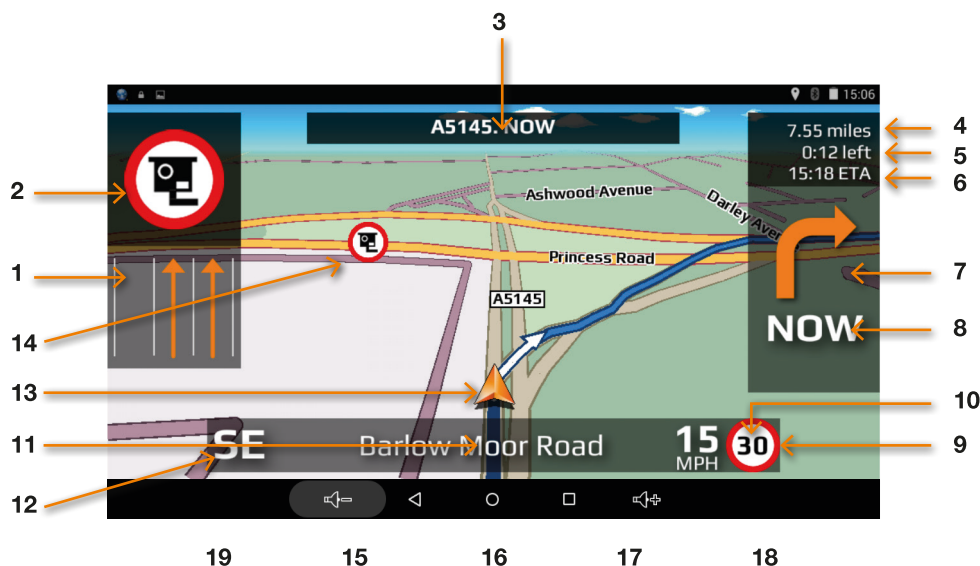 3
15:06
A5145. NOW
7.55 miles
4
0:12 left
5
15:18 ETA
6
2
Ashwood Avenue
Darley Aven
Princess Road
1
7
A5145
14
NOW
8
13
10
11
SE
Barlow Moor Road
15
MPH
30
9
12
19
15
16
17
18